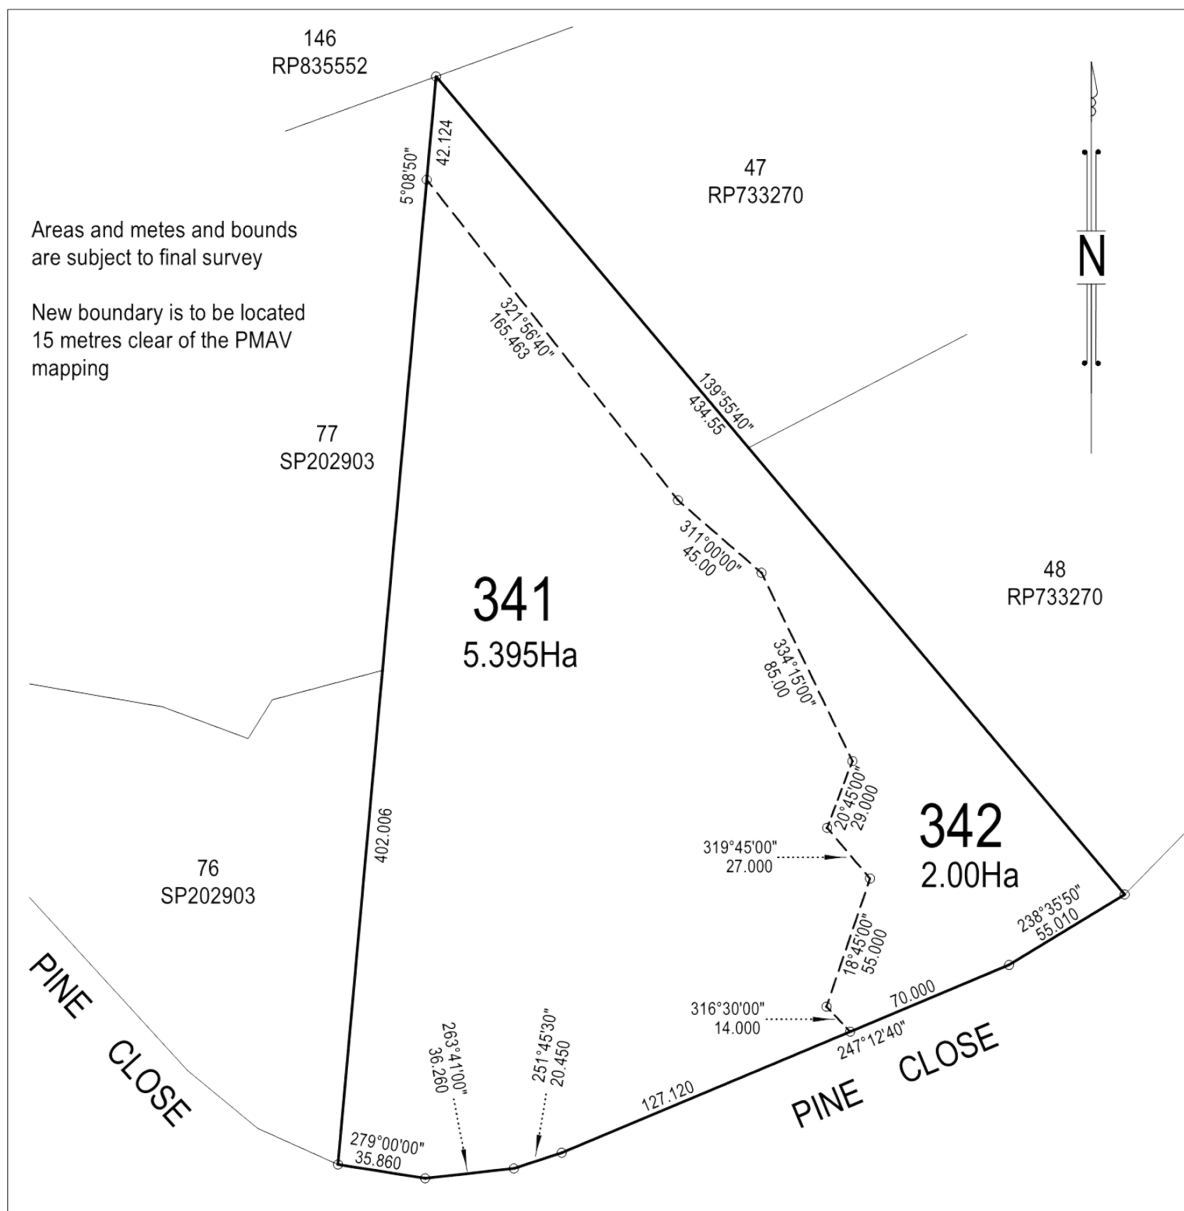 146
RP835552
42.124
5°08'50"
47
RP733270
N
Areas and metes and bounds
are subject to final survey
New boundary is to be located
15 metres clear of the PMAV
mapping
321°56'40"
165.463
139°55'40"
434.55
77
SP202903
311°00'00"
45.00
48
RP733270
341
5.395Ha
334°15'00"
85.00
20°45'00"
29.000
402.006
342
2.00Ha
319°45'00"
27.000
76
SP202903
238°35'50"
55.010
18°45'00"
55.000
PINE CLOSE
316°30'00"
14.000
70.000
247°12'40"
PINE CLOSE
263°41'00"
36.260
251°45'30"
20.450
127.120
279°00'00"
35.860